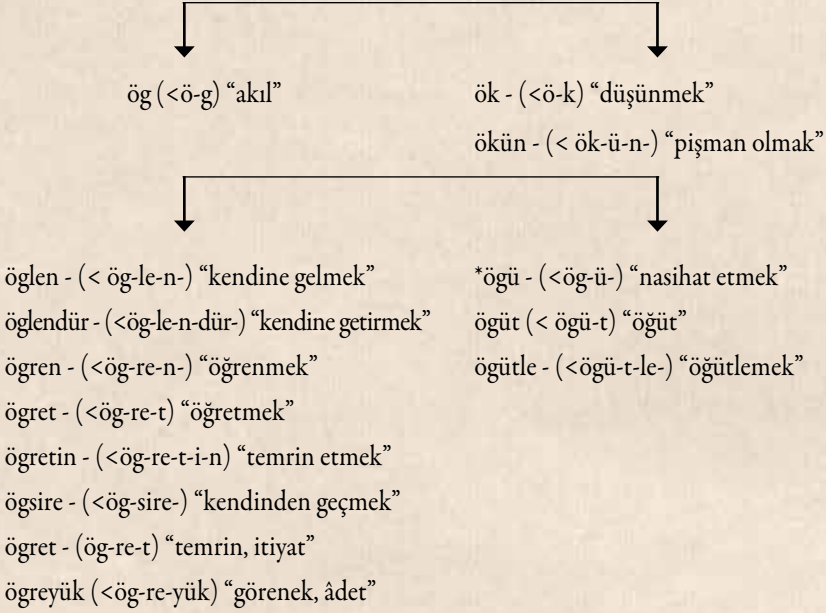 ög (<ö-g) “akıl”
ök - (<ö-k) “düşünmek”
ökün - (< ök-ü-n-) “pişman olmak”
öglen - (< ög-le-n-) “kendine gelmek”
öglendür - (<ög-le-n-dür-) “kendine getirmek”
ögren - (<ög-re-n-) “öğrenmek”
ögret - (<ög-re-t) “öğretmek”
ögretin - (<ög-re-t-i-n) “temrin etmek”
ögsire - (<ög-sire-) “kendinden geçmek”
ögret - (ög-re-t) “temrin, itiyat”
ögreyük (<ög-re-yük) “görenek, âdet”
*ögü - (<ög-ü-) “nasihat etmek”
ögüt (< ögü-t) “öğüt”
ögütle - (<ögü-t-le-) “öğütlemek”